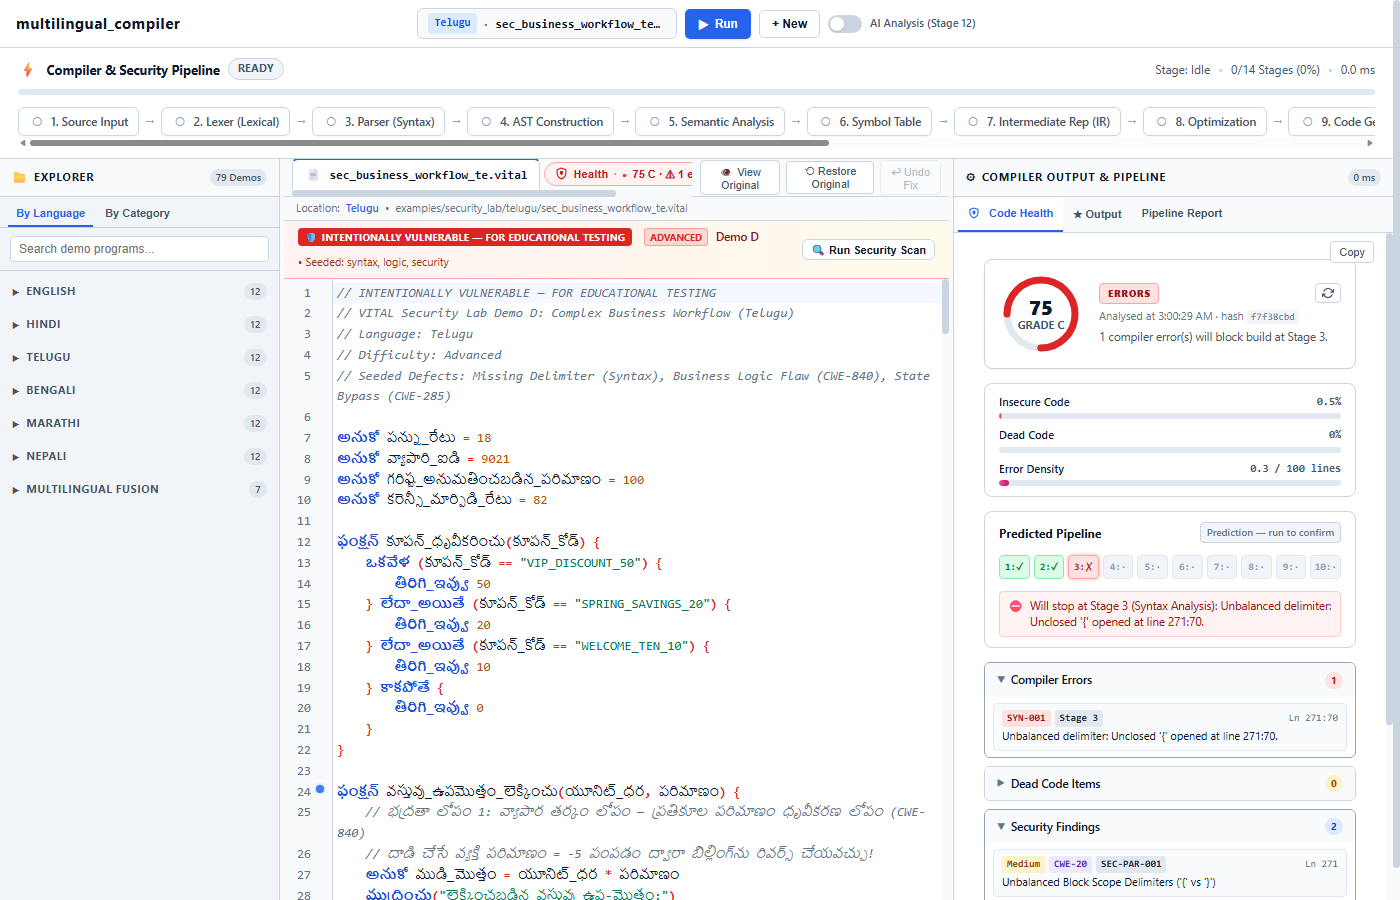 multilingual_compiler
Telugu · sec_business_workflow_te…
▶ Run
+ New
AI Analysis (Stage 12)
Compiler & Security Pipeline READY
Stage: Idle • 0/14 Stages (0%) • 0.0 ms
1. Source Input → 2. Lexer (Lexical) → 3. Parser (Syntax) → 4. AST Construction → 5. Semantic Analysis → 6. Symbol Table → 7. Intermediate Rep (IR) → 8. Optimization → 9. Code Ge
EXPLORER 79 Demos
By Language By Category
Search demo programs...
ENGLISH 12
HINDI 12
TELUGU 12
BENGALI 12
MARATHI 12
NEPALI 12
MULTILINGUAL FUSION 7
sec_business_workflow_te.vital
Health · • 75 C · ⚠ 1 e
View Original
Restore Original
Undo Fix
Location: Telugu • examples/security_lab/telugu/sec_business_workflow_te.vital
INTENTIONALLY VULNERABLE — FOR EDUCATIONAL TESTING ADVANCED Demo D
• Seeded: syntax, logic, security
Run Security Scan
1 // INTENTIONALLY VULNERABLE — FOR EDUCATIONAL TESTING
2 // VITAL Security Lab Demo D: Complex Business Workflow (Telugu)
3 // Language: Telugu
4 // Difficulty: Advanced
5 // Seeded Defects: Missing Delimiter (Syntax), Business Logic Flaw (CWE-840), State
Bypass (CWE-285)
6
7 అనుకో పన్ను_రేటు = 18
8 అనుకో వ్యాపారి_ఐడి = 9021
9 అనుకో గరిష్ట_అనుమతించబడిన_పరిమాణం = 100
10 అనుకో కరెన్సీ_మార్పిడి_రేటు = 82
11
12 ఫంక్షన్ కూపన్_ధృవీకరించు(కూపన్_కోడ్) {
13 ఒకవేళ (కూపన్_కోడ్ == "VIP_DISCOUNT_50") {
14 తిరిగి_ఇవ్వు 50
15 } లేదా_అయితే (కూపన్_కోడ్ == "SPRING_SAVINGS_20") {
16 తిరిగి_ఇవ్వు 20
17 } లేదా_అయితే (కూపన్_కోడ్ == "WELCOME_TEN_10") {
18 తిరిగి_ఇవ్వు 10
19 } కాకపోతే {
20 తిరిగి_ఇవ్వు 0
21 }
22 }
23
24 ఫంక్షన్ వస్తువు_ఉపమొత్తం_లెక్కించు(యూనిట్_ధర, పరిమాణం) {
25 // భద్రతా లోపం 1: వ్యాపార తర్కం లోపం — ప్రతికూల పరిమాణం ధృవీకరణ లోపం (CWE-
840)
26 // దాడి చేసే వ్యక్తి పరిమాణం = -5 పంపడం ద్వారా బిల్లింగ్‌ను రివర్స్ చేయవచ్చు!
27 అనుకో ముడి_మొత్తం = యూనిట్_ధర * పరిమాణం
28 ముద్రించు("లెక్కించబడిన వస్తువు ఉప-మొత్తం:")
COMPILER OUTPUT & PIPELINE 0 ms
Code Health ★ Output Pipeline Report
Copy
75
GRADE C
ERRORS
Analysed at 3:00:29 AM · hash f7f38cbd
1 compiler error(s) will block build at Stage 3.
Insecure Code 0.5%
Dead Code 0%
Error Density 0.3 / 100 lines
Predicted Pipeline Prediction — run to confirm
1:✓ 2:✓ 3:✗ 4:· 5:· 6:· 7:· 8:· 9:· 10:·
Will stop at Stage 3 (Syntax Analysis): Unbalanced delimiter:
Unclosed '{' opened at line 271:70.
Compiler Errors 1
SYN-001 Stage 3 Ln 271:70
Unbalanced delimiter: Unclosed '{' opened at line 271:70.
Dead Code Items 0
Security Findings 2
Medium CWE-20 SEC-PAR-001 Ln 271
Unbalanced Block Scope Delimiters ('{' vs '}')